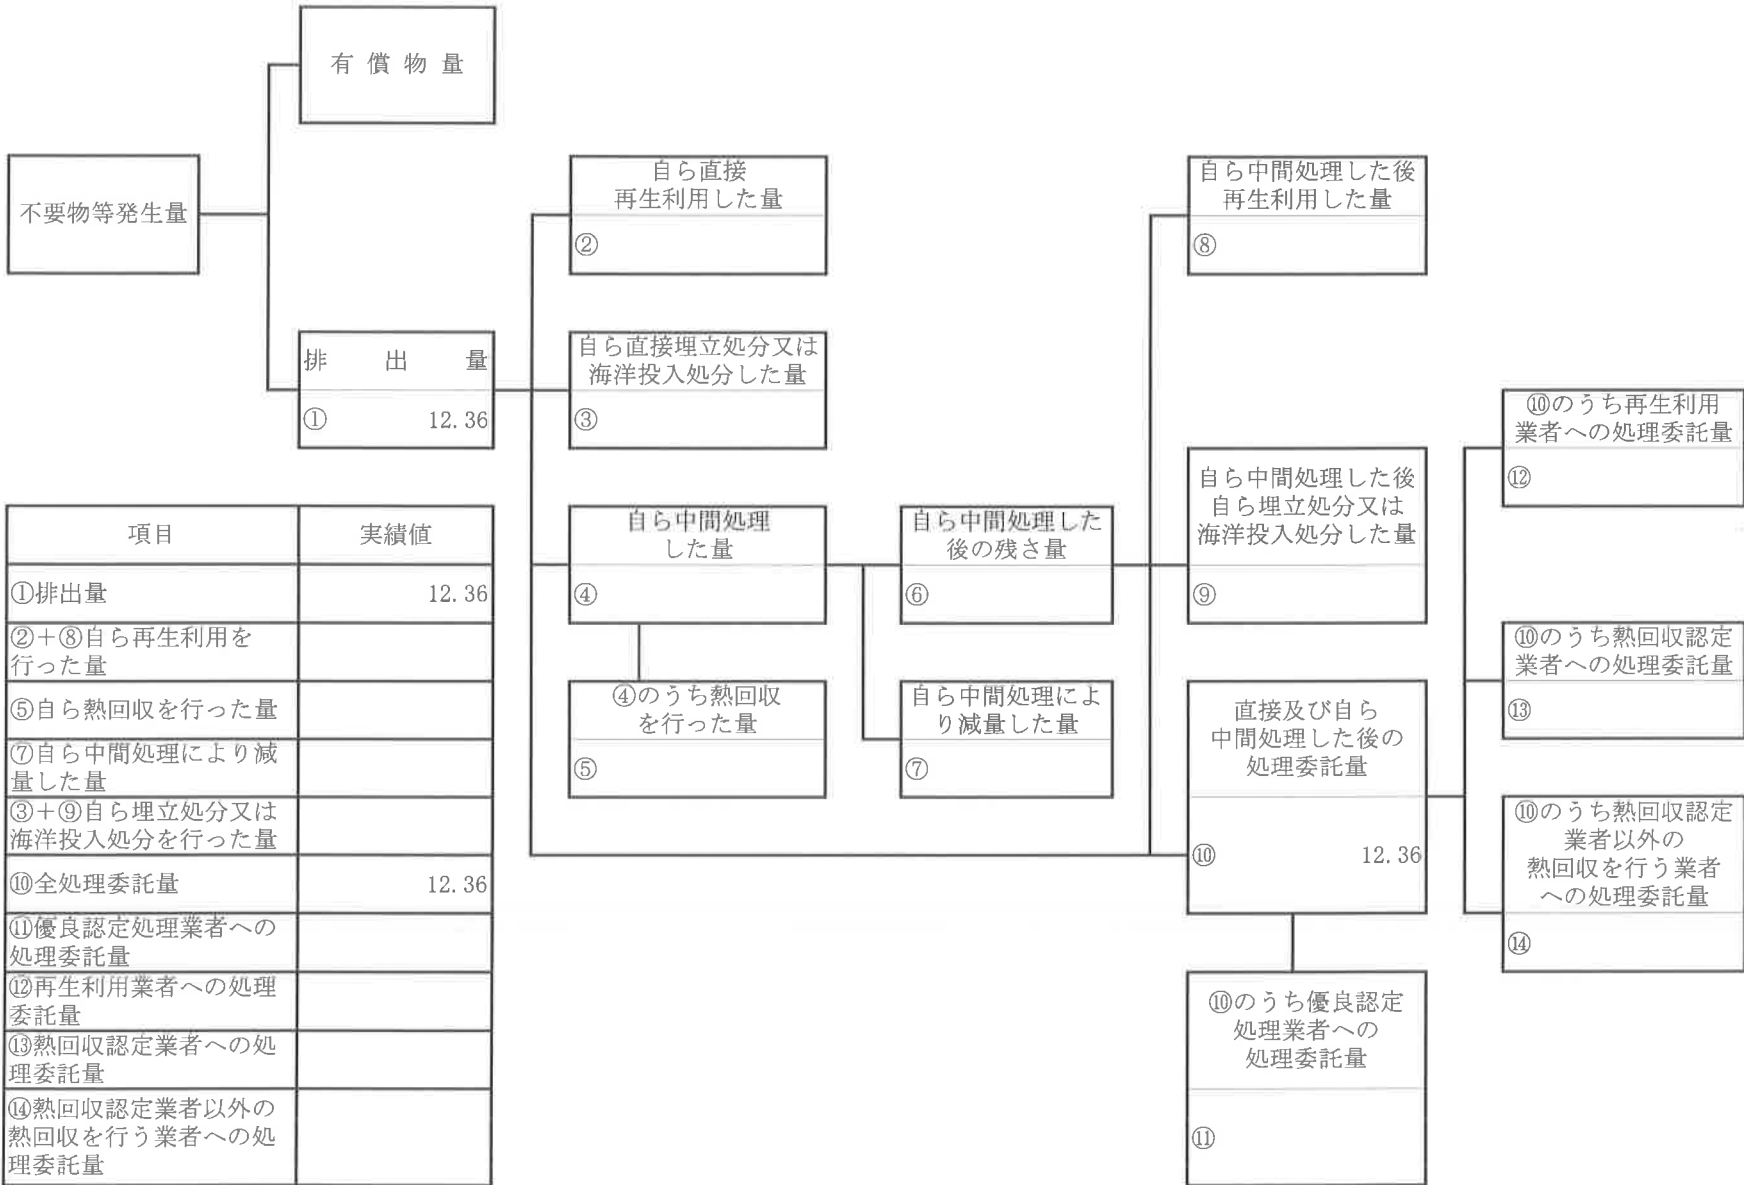 有償物量
不要物等発生量
排出量
① 12.36
自ら直接
再生利用した量
②
自ら直接埋立処分又は
海洋投入処分した量
③
自ら中間処理
した量
④
④のうち熱回収
を行った量
⑤
自ら中間処理した
後の残さ量
⑥
自ら中間処理によ
り減量した量
⑦
自ら中間処理した後
再生利用した量
⑧
自ら中間処理した後
自ら埋立処分又は
海洋投入処分した量
⑨
直接及び自ら
中間処理した後の
処理委託量
⑩ 12.36
⑩のうち優良認定
処理業者への
処理委託量
⑪
⑩のうち再生利用
業者への処理委託量
⑫
⑩のうち熱回収認定
業者への処理委託量
⑬
⑩のうち熱回収認定
業者以外の
熱回収を行う業者
への処理委託量
⑭
項目 実績値
①排出量 12.36
②+⑧自ら再生利用を
行った量
⑤自ら熱回収を行った量
⑦自ら中間処理により減
量した量
③+⑨自ら埋立処分又は
海洋投入処分を行った量
⑩全処理委託量 12.36
⑪優良認定処理業者への
処理委託量
⑫再生利用業者への処理
委託量
⑬熱回収認定業者への処
理委託量
⑭熱回収認定業者以外の
熱回収を行う業者への処
理委託量